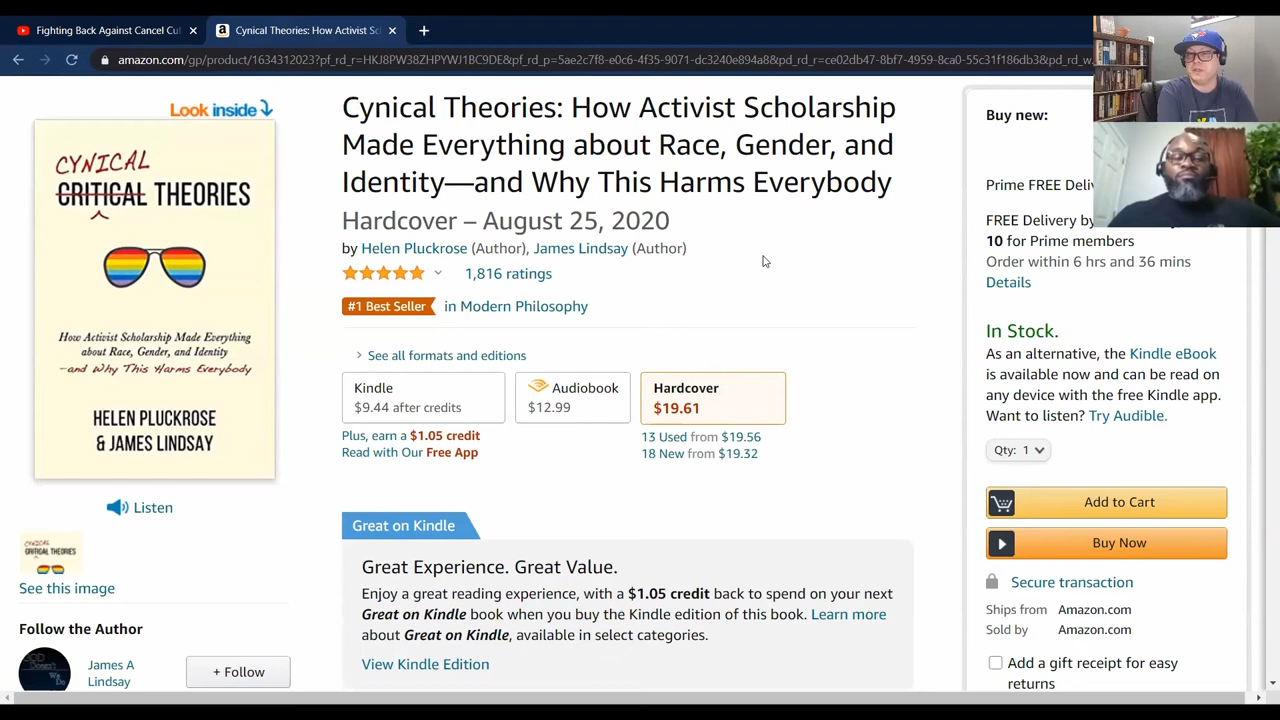 Fighting Back Against Cancel Cu
Cynical Theories: How Activist Sc
amazon.com/gp/product/1634312023?pf_rd_r=HKJ8PW38ZHPYWJ1BC9DE&pf_rd_p=5ae2c7f8-e0c6-4f35-9071-dc3240e894a8&pd_rd_r=ce02db47-8bf7-4959-8ca0-55c31f186db3&pd_rd_w
Look inside
CYNICAL
CRITICAL THEORIES
How Activist Scholarship Made Everything
about Race, Gender, and Identity
—and Why This Harms Everybody
HELEN PLUCKROSE
& JAMES LINDSAY
Listen
CYNICAL
CRITICAL THEORIES
See this image
Follow the Author
James A
Lindsay
+ Follow
Cynical Theories: How Activist Scholarship
Made Everything about Race, Gender, and
Identity—and Why This Harms Everybody
Hardcover – August 25, 2020
by Helen Pluckrose (Author), James Lindsay (Author)
1,816 ratings
#1 Best Seller in Modern Philosophy
See all formats and editions
Kindle
$9.44 after credits
Audiobook
$12.99
Hardcover
$19.61
Plus, earn a $1.05 credit
Read with Our Free App
13 Used from $19.56
18 New from $19.32
Great on Kindle
Great Experience. Great Value.
Enjoy a great reading experience, with a $1.05 credit back to spend on your next
Great on Kindle book when you buy the Kindle edition of this book. Learn more
about Great on Kindle, available in select categories.
View Kindle Edition
Buy new:
Prime FREE Deliv
FREE Delivery by
10 for Prime members
Order within 6 hrs and 36 mins
Details
In Stock.
As an alternative, the Kindle eBook
is available now and can be read on
any device with the free Kindle app.
Want to listen? Try Audible.
Qty: 1
Add to Cart
Buy Now
Secure transaction
Ships from Amazon.com
Sold by Amazon.com
Add a gift receipt for easy
returns